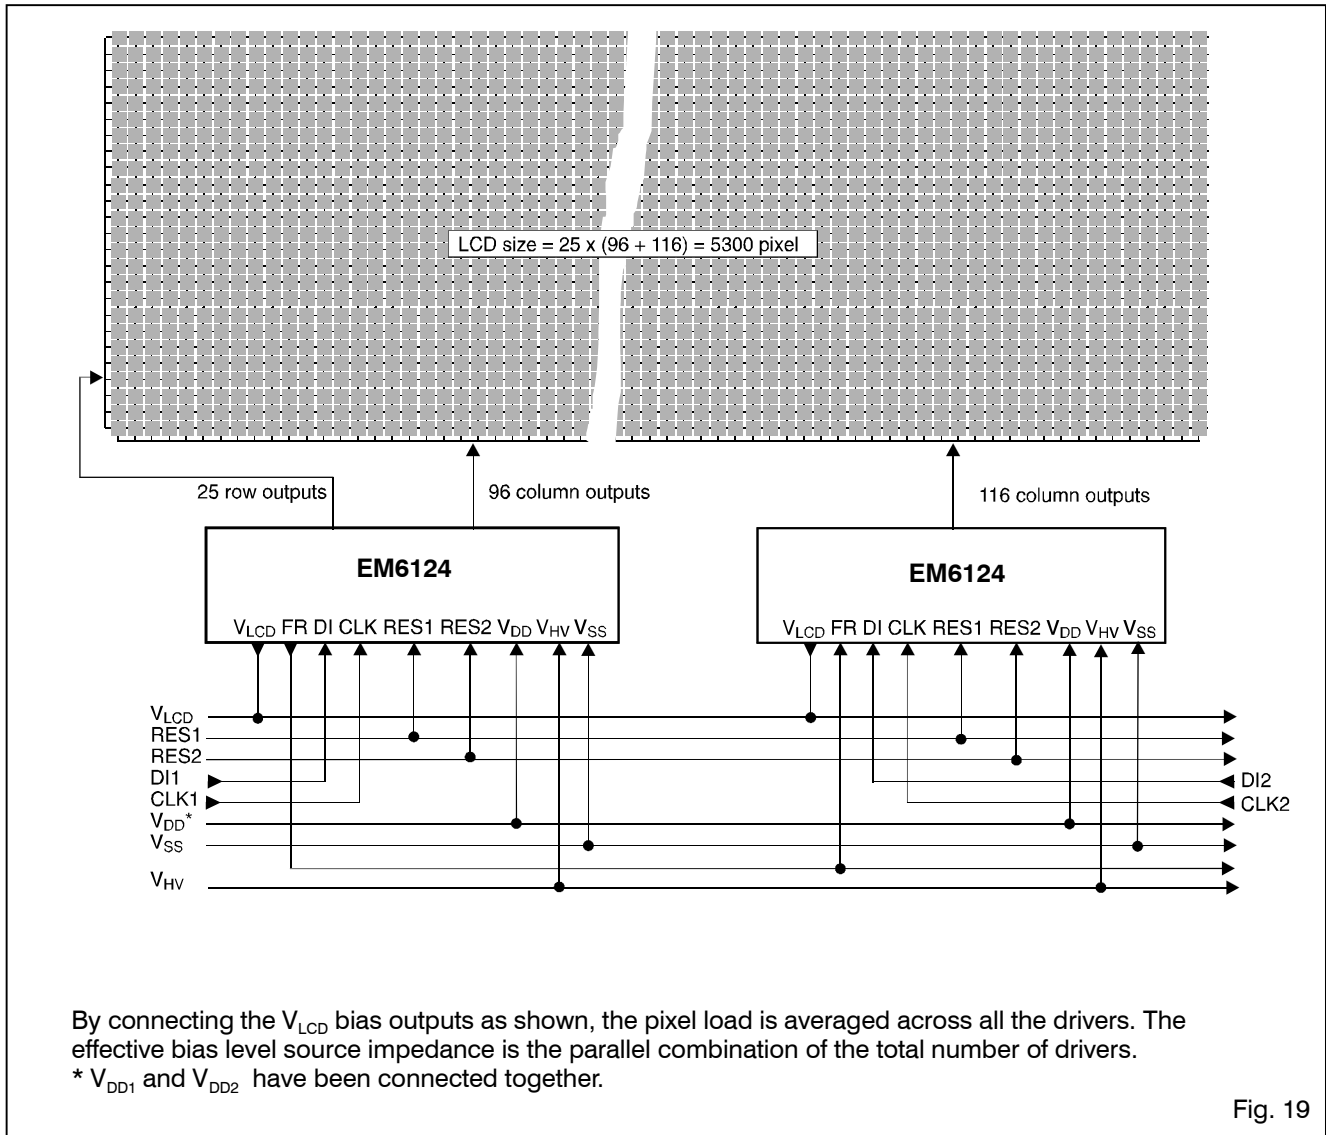 LCD size = 25 x (96 + 116) = 5300 pixel
25 row outputs
96 column outputs
116 column outputs
EM6124
VLCD FR DI CLK RES1 RES2 VDD VHV VSS
EM6124
VLCD FR DI CLK RES1 RES2 VDD VHV VSS
VLCD
RES1
RES2
DI1
CLK1
VDD*
VSS
VHV
DI2
CLK2
By connecting the VLCD bias outputs as shown, the pixel load is averaged across all the drivers. The
effective bias level source impedance is the parallel combination of the total number of drivers.
* VDD1 and VDD2 have been connected together.
Fig. 19